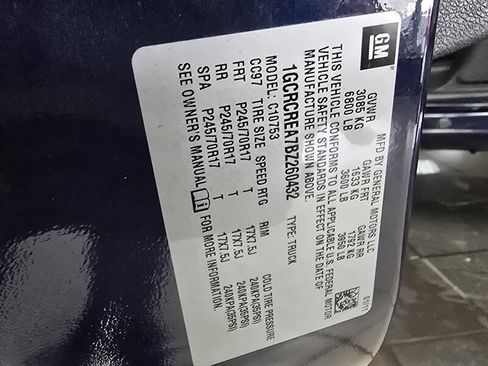 GM
MFD BY GENERAL MOTORS LLC
GVWR GAWR FRT GAWR RR
3085 KG 1633 KG 1792 KG
6800 LB 3600 LB 3950 LB
THIS VEHICLE CONFORMS TO ALL APPLICABLE U.S. FEDERAL MOTOR
VEHICLE SAFETY STANDARDS IN EFFECT ON THE DATE OF
MANUFACTURE SHOWN ABOVE.
1GCRCREA7BZ260432 TYPE: TRUCK
MODEL: C10753
CC97 TIRE SIZE SPEED RTG RIM COLD TIRE PRESSURE
FRT P245/70R17 T 17X7.5J 240KPA(35PSI)
RR P245/70R17 T 17X7.5J 240KPA(35PSI)
SPA P245/70R17 T 17X7.5J 240KPA(35PSI)
SEE OWNER'S MANUAL FOR MORE INFORMATION